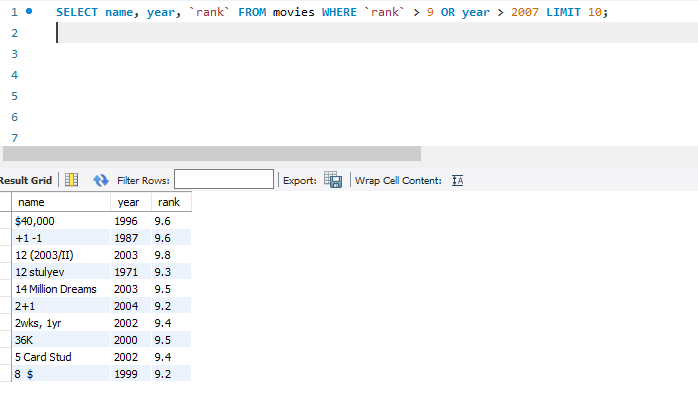 1 SELECT name, year, `rank` FROM movies WHERE `rank` > 9 OR year > 2007 LIMIT 10;
2
3
4
5
6
7
Result Grid Filter Rows: Export: Wrap Cell Content: IA
name year rank
$40,000 1996 9.6
+1 -1 1987 9.6
12 (2003/II) 2003 9.8
12 stulyev 1971 9.3
14 Million Dreams 2003 9.5
2+1 2004 9.2
2wks, 1yr 2002 9.4
36K 2000 9.5
5 Card Stud 2002 9.4
8 $ 1999 9.2